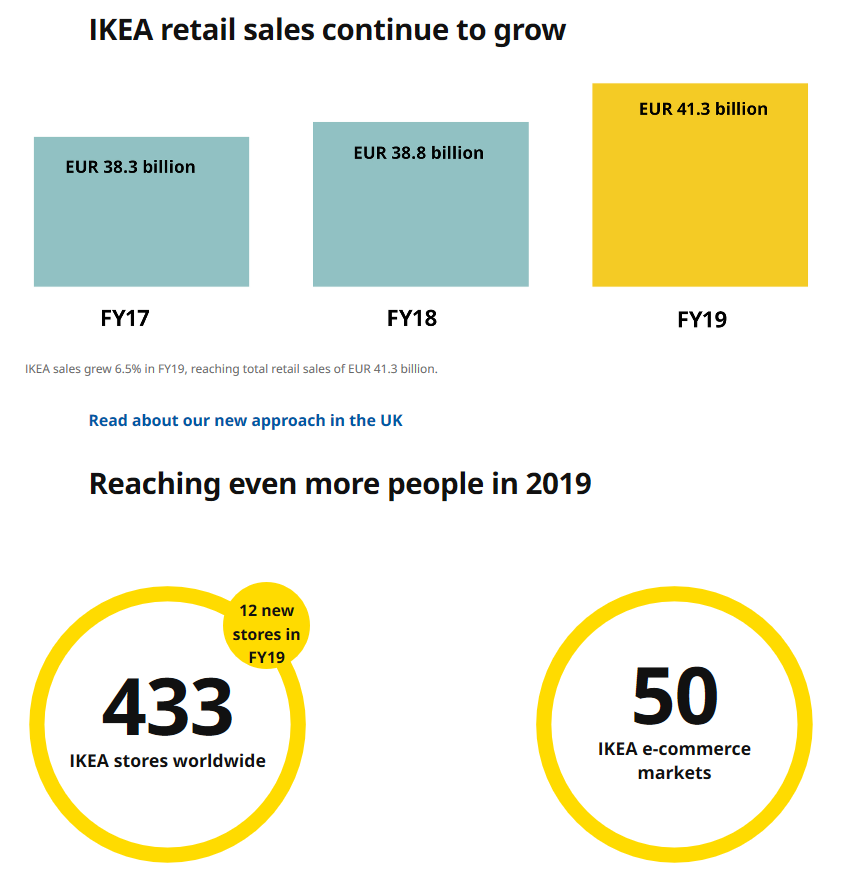 IKEA retail sales continue to grow
EUR 38.3 billion
EUR 38.8 billion
EUR 41.3 billion
FY17
FY18
FY19
IKEA sales grew 6.5% in FY19, reaching total retail sales of EUR 41.3 billion.
Read about our new approach in the UK
Reaching even more people in 2019
12 new
stores in
FY19
433
IKEA stores worldwide
50
IKEA e-commerce
markets